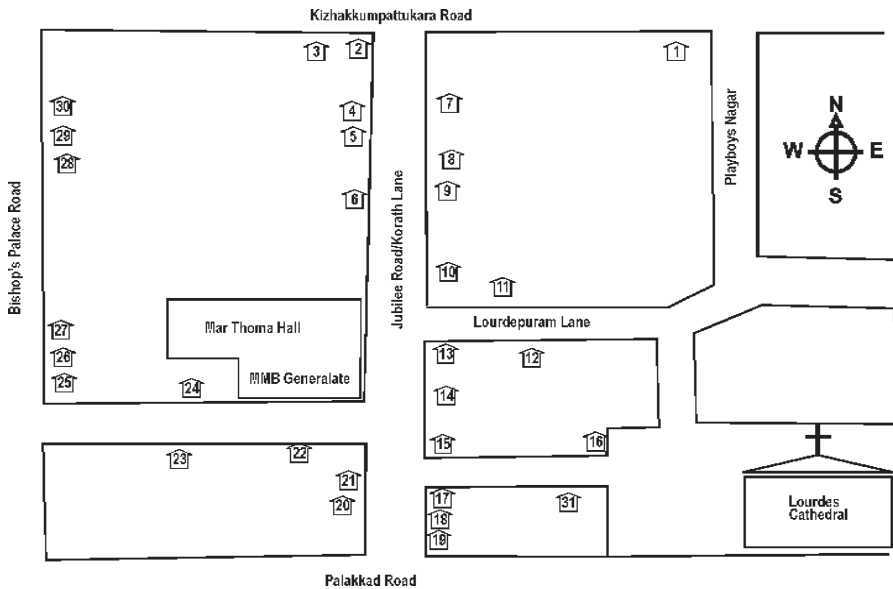 Kizhakkumpattukara Road
3
2
1
30
4
7
29
5
28
8
9
6
10
11
Bishop's Palace Road
Jubilee Road/Korath Lane
Playboys Nagar
N
W E
S
Mar Thoma Hall
MMB Generalate
Lourdepuram Lane
27
26
25
24
13
12
14
15
16
23
22
21
20
17
18
19
31
Lourdes
Cathedral
Palakkad Road